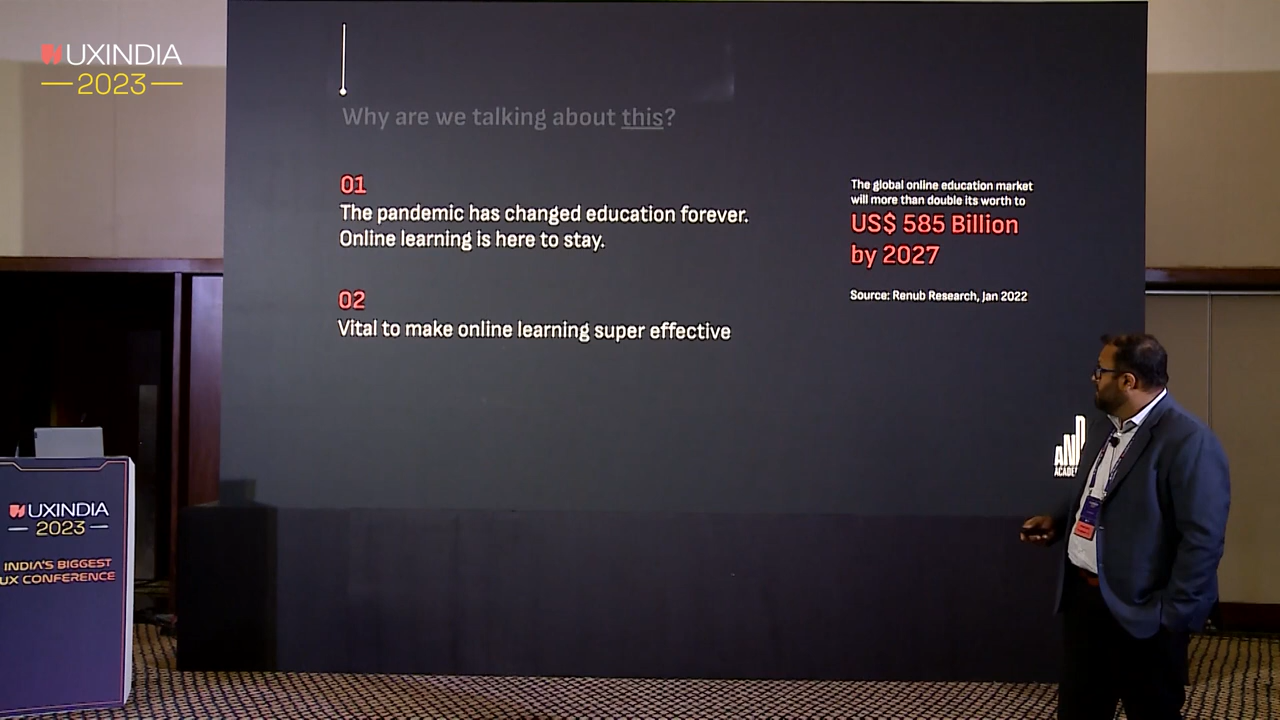 UXINDIA
2023
Why are we talking about this?
01
The pandemic has changed education forever.
Online learning is here to stay.
02
Vital to make online learning super effective
The global online education market
will more than double its worth to
US$ 585 Billion
by 2027
Source: Renub Research, Jan 2022
UXINDIA
2023
INDIA'S BIGGEST
UX CONFERENCE